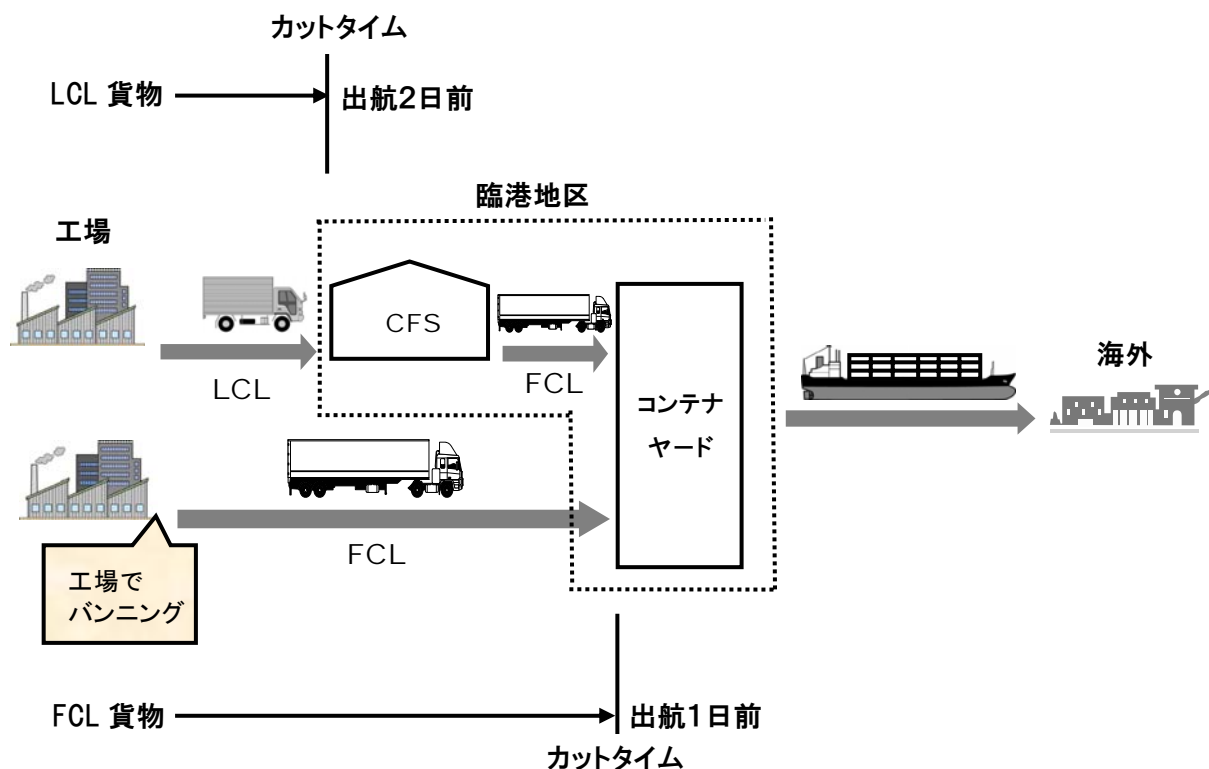 カットタイム
LCL 貨物
出航2日前
臨港地区
工場
CFS
LCL
FCL
コンテナ
ヤード
海外
FCL
工場で
バンニング
FCL 貨物
出航1日前
カットタイム